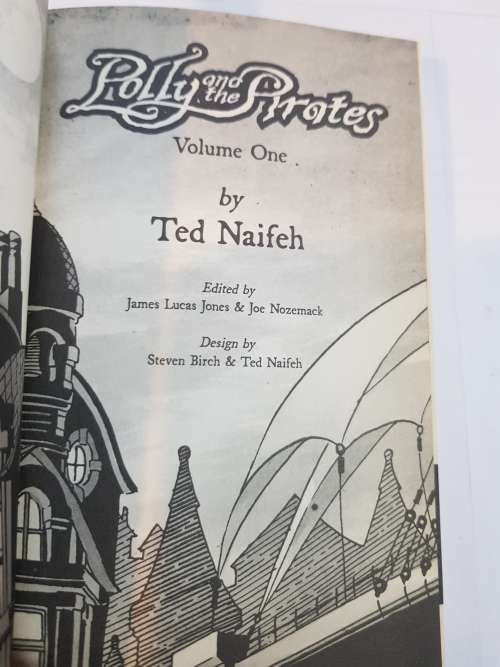 Polly and the Pirates
Volume One
by
Ted Naifeh
Edited by
James Lucas Jones & Joe Nozemack
Design by
Steven Birch & Ted Naifeh